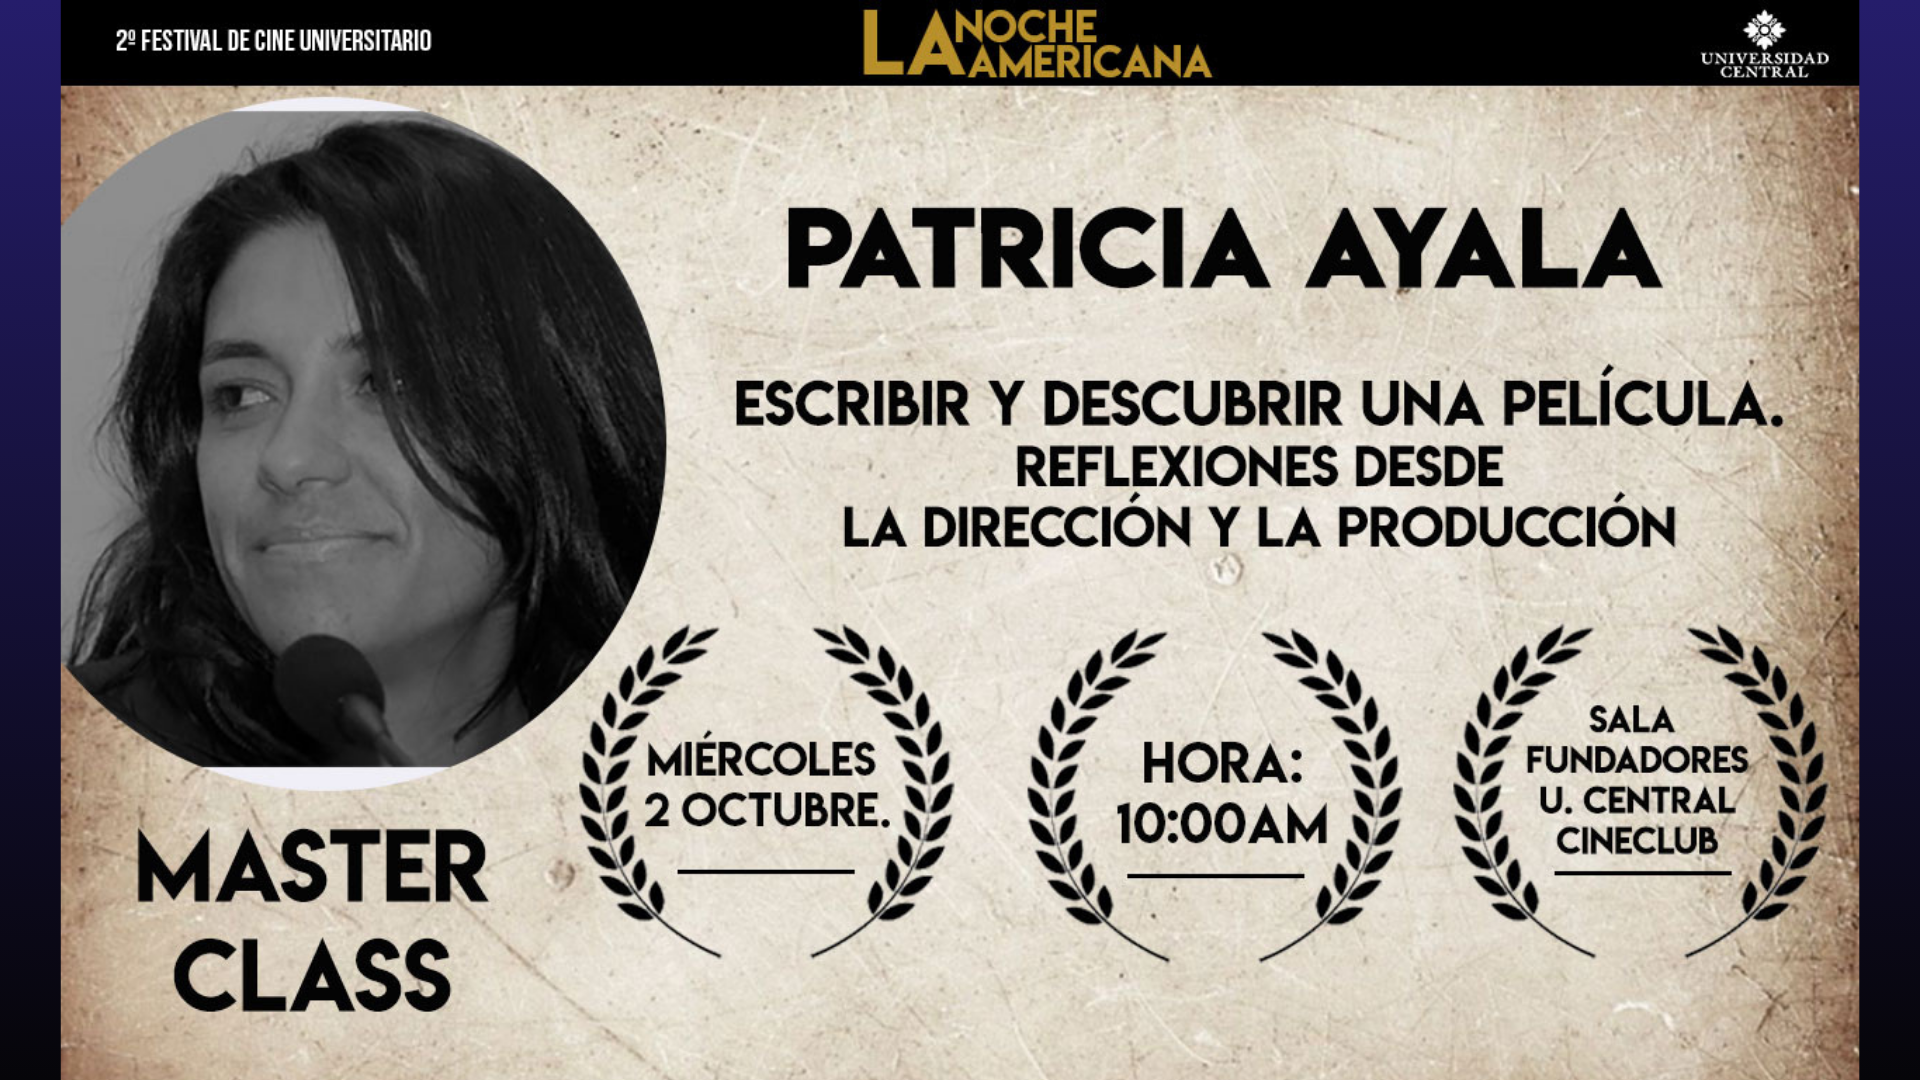 2º FESTIVAL DE CINE UNIVERSITARIO
LA NOCHE
AMERICANA
UNIVERSIDAD
CENTRAL
PATRICIA AYALA
ESCRIBIR Y DESCUBRIR UNA PELÍCULA.
REFLEXIONES DESDE
LA DIRECCIÓN Y LA PRODUCCIÓN
MIÉRCOLES
2 OCTUBRE.
HORA:
10:00AM
SALA
FUNDADORES
U. CENTRAL
CINECLUB
MASTER
CLASS